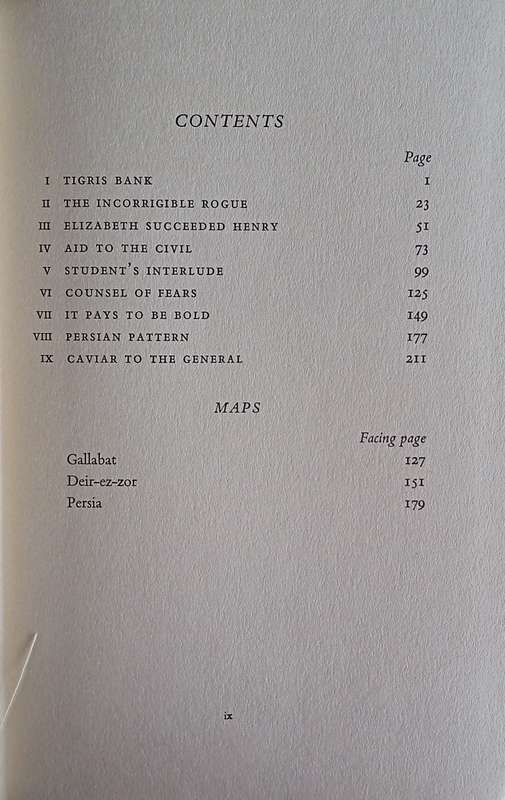 CONTENTS
Page
I TIGRIS BANK 1
II THE INCORRIGIBLE ROGUE 23
III ELIZABETH SUCCEEDED HENRY 51
IV AID TO THE CIVIL 73
V STUDENT'S INTERLUDE 99
VI COUNSEL OF FEARS 125
VII IT PAYS TO BE BOLD 149
VIII PERSIAN PATTERN 177
IX CAVIAR TO THE GENERAL 211
MAPS
Facing page
Gallabat 127
Deir-ez-zor 151
Persia 179
ix